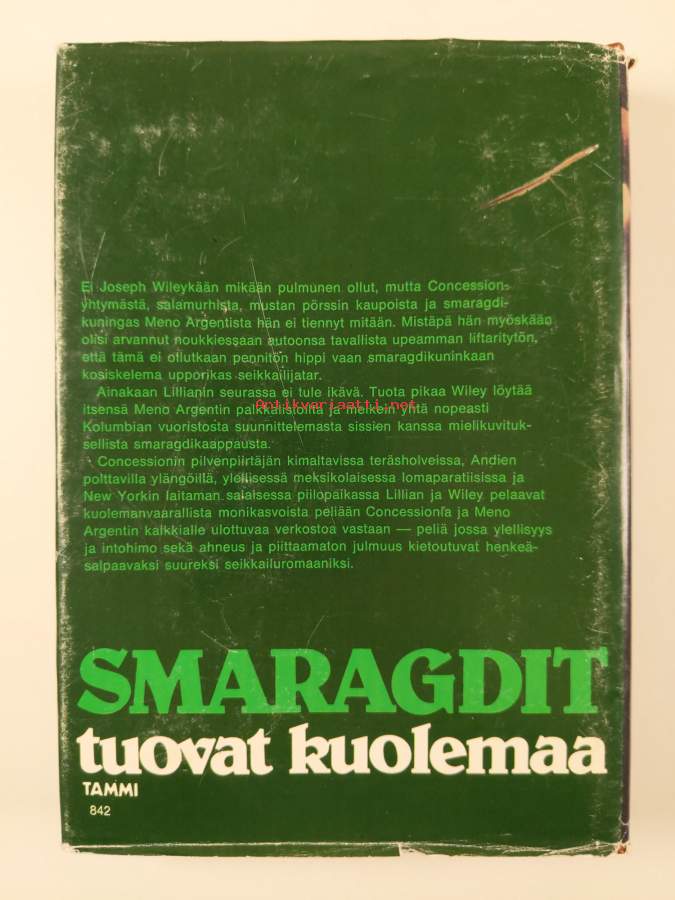 Ei Joseph Wileykään mikään pulmunen ollut, mutta Concession-
yhtymästä, salamurhista, mustan pörssin kaupoista ja smaragdi-
kuningas Meno Argentista hän ei tiennyt mitään. Mistäpä hän myöskään
olisi arvannut noukkiessaan autoonsa tavallista upeamman liftaritytön,
että tämä ei ollutkaan pennitön hippi vaan smaragdikuninkaan
kosiskelema upporikas seikkailijatar.
Ainakaan Lillianin seurassa ei tule ikävä. Tuota pikaa Wiley löytää
itsensä Meno Argentin palkkalistoilta ja melkein yhtä nopeasti
Antikvariaatti.net
Kolumbian vuoristosta suunnittelemasta sissien kanssa mielikuvituk-
sellista smaragdikaappausta.
Concessionin pilvenpiirtäjän kimaltavissa teräsholveissa, Andien
polttavilla ylängöillä, ylellisessä meksikolaisessa lomaparatiisissa ja
New Yorkin laitaman salaisessa piilopaikassa Lillian ja Wiley pelaavat
kuolemanvaarallista monikasvoista peliään Concessionia ja Meno
Argentin kaikkialle ulottuvaa verkostoa vastaan — peliä jossa ylellisyys
ja intohimo sekä ahneus ja piittaamaton julmuus kietoutuvat henkeä-
salpaavaksi suureksi seikkailuromaaniksi.
SMARAGDIT
tuovat kuolemaa
TAMMI
842